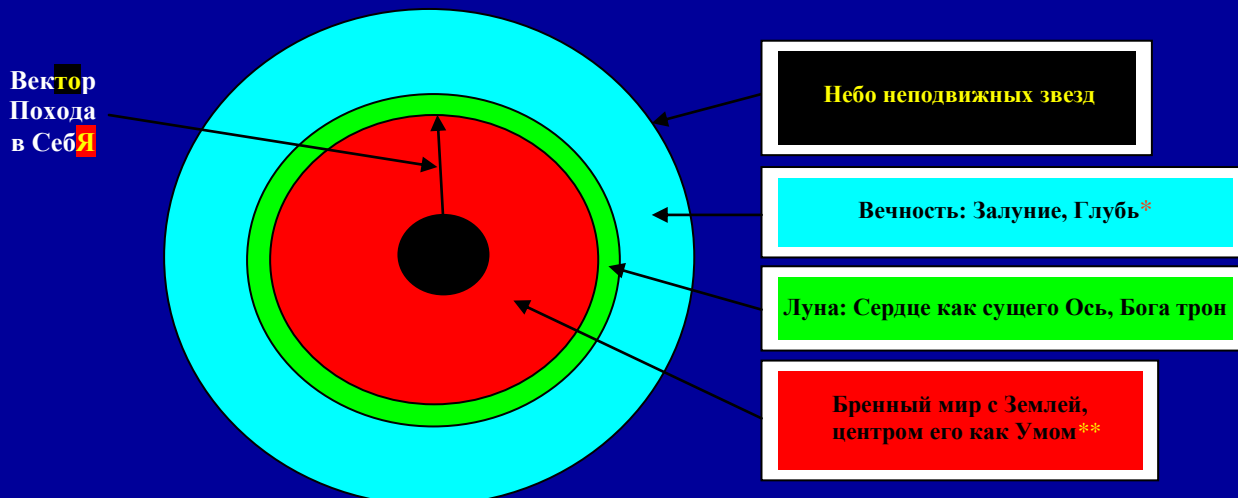 Вектор
Похода
в СебЯ
Небо неподвижных звезд
Вечность: Залуние, Глубь*
Луна: Сердце как сущего Ось, Бога трон
Бренный мир с Землей,
центром его как Умом**